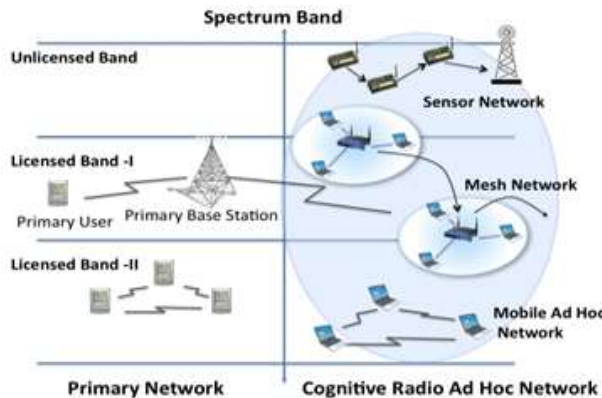 Spectrum Band
Unlicensed Band
Sensor Network
Licensed Band -I
Primary User
Primary Base Station
Mesh Network
Licensed Band -II
Mobile Ad Hoc
Network
Primary Network
Cognitive Radio Ad Hoc Network